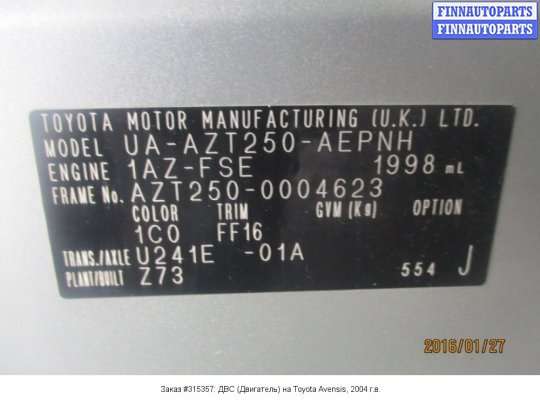 FINNAUTOPARTS
FINNAUTOPARTS
FINNAUTOPARTS
TOYOTA MOTOR MANUFACTURING (U.K.) LTD.
MODEL UA-AZT250-AEPNH
ENGINE 1AZ-FSE 1998 mL
FRAME No. AZT250-0004623
COLOR TRIM GVM (Kg) OPTION
1C0 FF16
TRANS./AXLE U241E -01A
PLANT/BUILT Z73 554 J
2016/01/27
Заказ #315357: ДВС (Двигатель) на Toyota Avensis, 2004 г.в.